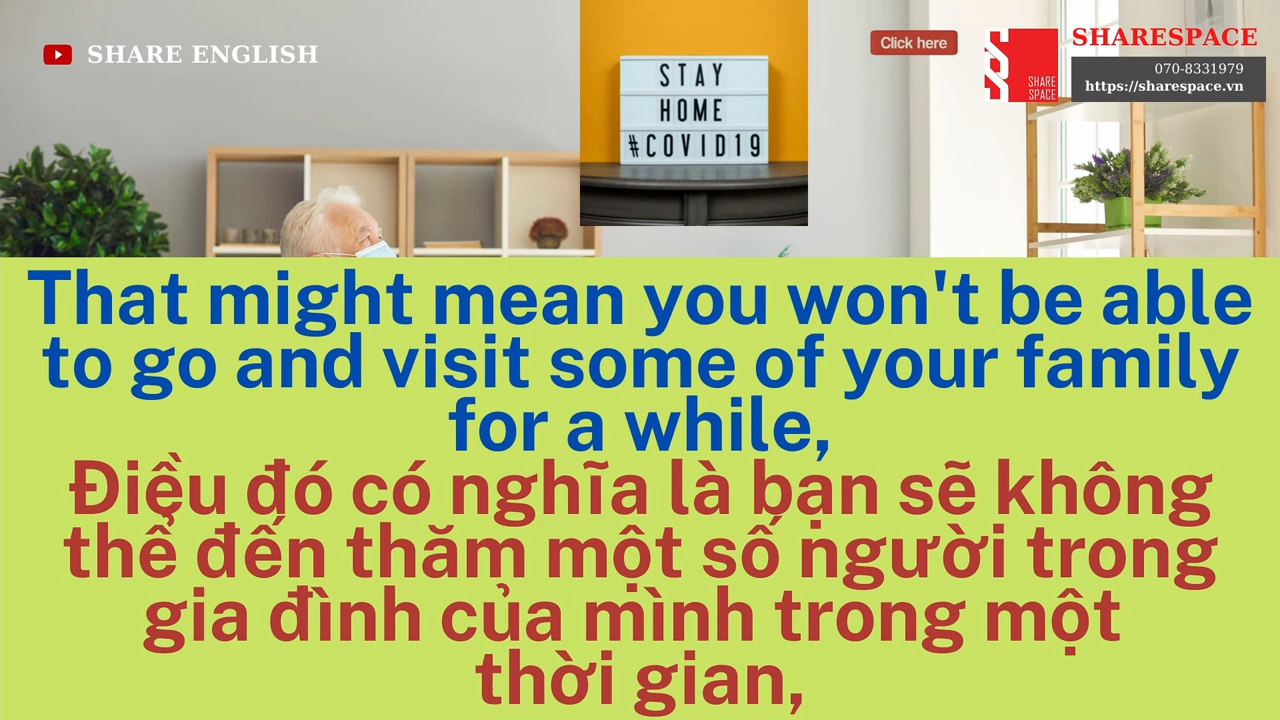 SHARE ENGLISH
STAY
HOME
#COVID19
Click here
SHARE
SPACE
SHARESPACE
070-8331979
https://sharespace.vn
That might mean you won't be able
to go and visit some of your family
for a while,
Điều đó có nghĩa là bạn sẽ không
thể đến thăm một số người trong
gia đình của mình trong một
thời gian,